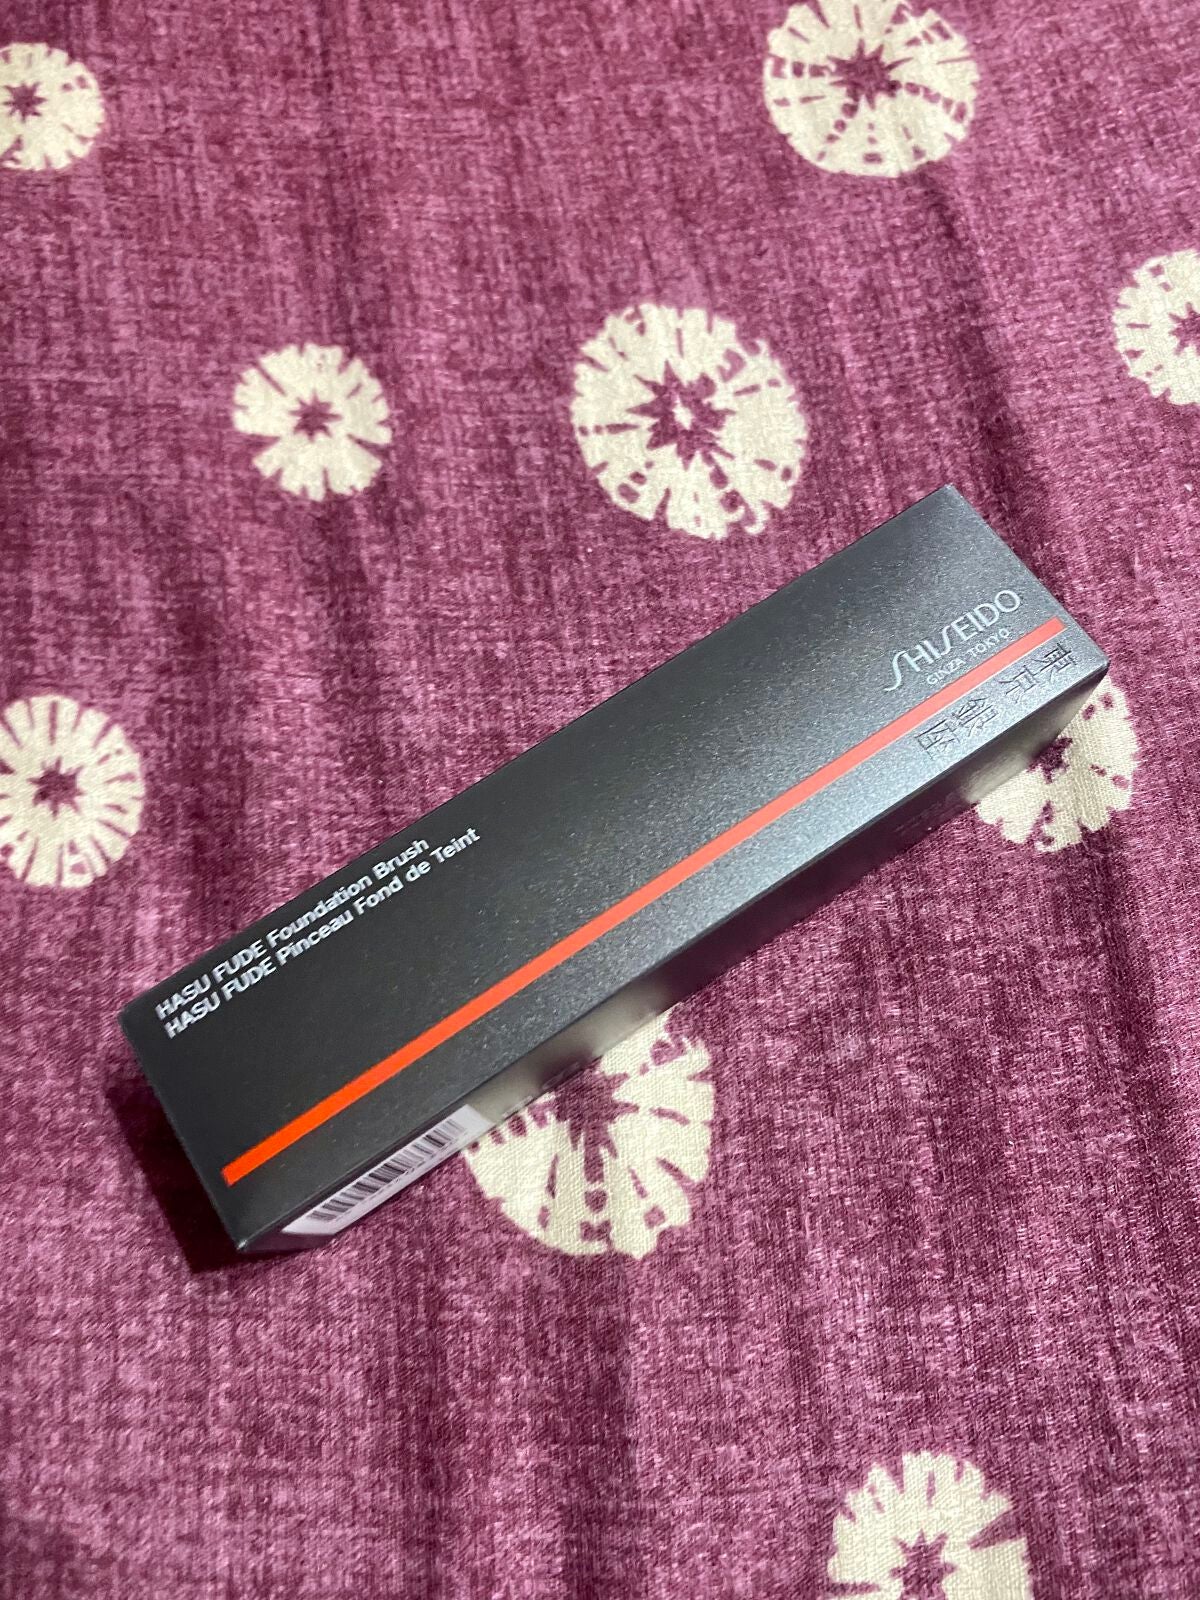 SHISEIDO
GINZA TOKYO
東京銀座
HASU FUDE Foundation Brush
HASU FUDE Pinceau Fond de Teint